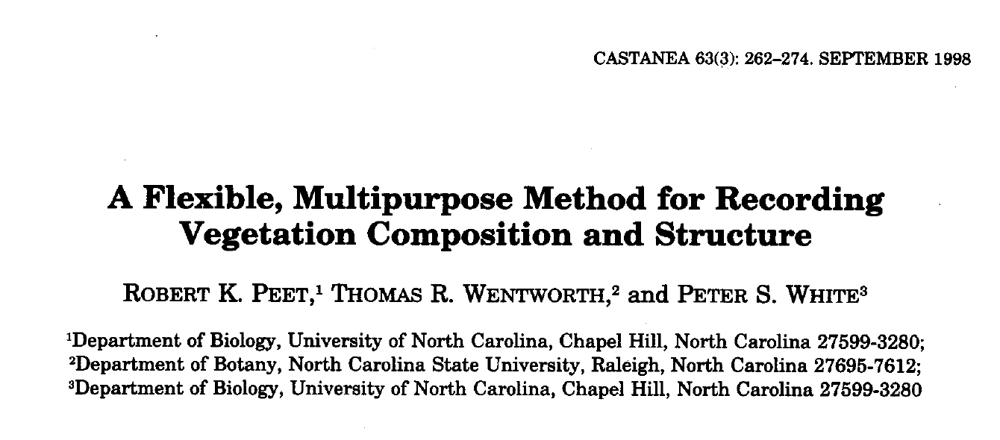 CASTANEA 63(3): 262–274. SEPTEMBER 1998
A Flexible, Multipurpose Method for Recording
Vegetation Composition and Structure
ROBERT K. PEET,¹ THOMAS R. WENTWORTH,² and PETER S. WHITE³
¹Department of Biology, University of North Carolina, Chapel Hill, North Carolina 27599-3280;
²Department of Botany, North Carolina State University, Raleigh, North Carolina 27695-7612;
³Department of Biology, University of North Carolina, Chapel Hill, North Carolina 27599-3280